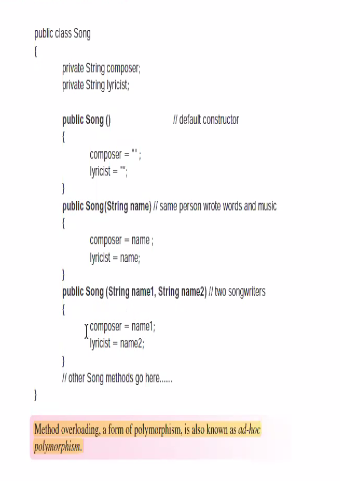 public class Song
{
private String composer;
private String lyricist;
public Song () // default constructor
{
composer = "" ;
lyricist = "";
}
public Song(String name) // same person wrote words and music
{
composer = name ;
lyricist = name;
}
public Song (String name1, String name2) // two songwriters
{
composer = name1;
lyricist = name2;
}
// other Song methods go here.......
}
Method overloading, a form of polymorphism, is also known as ad-hoc
polymorphism.